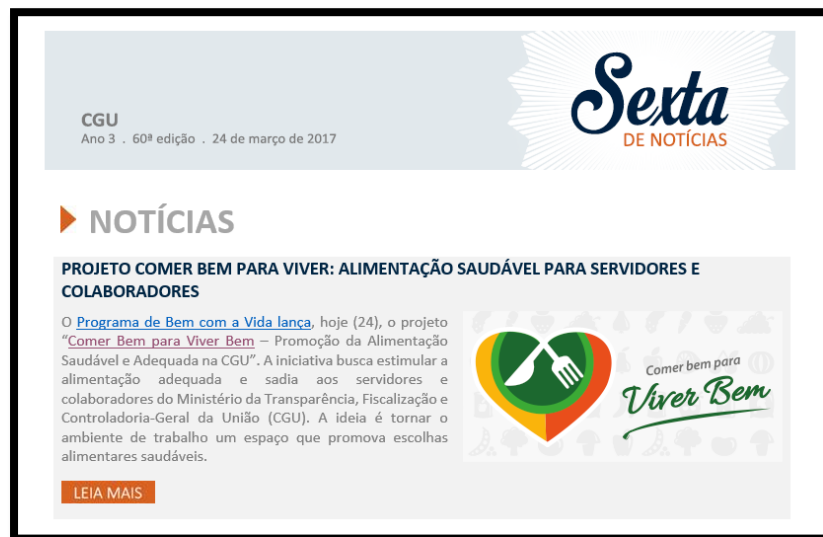 Sexta
DE NOTÍCIAS
CGU
Ano 3 . 60ª edição . 24 de março de 2017
NOTÍCIAS
PROJETO COMER BEM PARA VIVER: ALIMENTAÇÃO SAUDÁVEL PARA SERVIDORES E
COLABORADORES
O Programa de Bem com a Vida lança, hoje (24), o projeto
“Comer Bem para Viver Bem – Promoção da Alimentação
Saudável e Adequada na CGU”. A iniciativa busca estimular a
alimentação adequada e sadia aos servidores e
colaboradores do Ministério da Transparência, Fiscalização e
Controladoria-Geral da União (CGU). A ideia é tornar o
ambiente de trabalho um espaço que promova escolhas
alimentares saudáveis.
Comer bem para
Viver Bem
LEIA MAIS